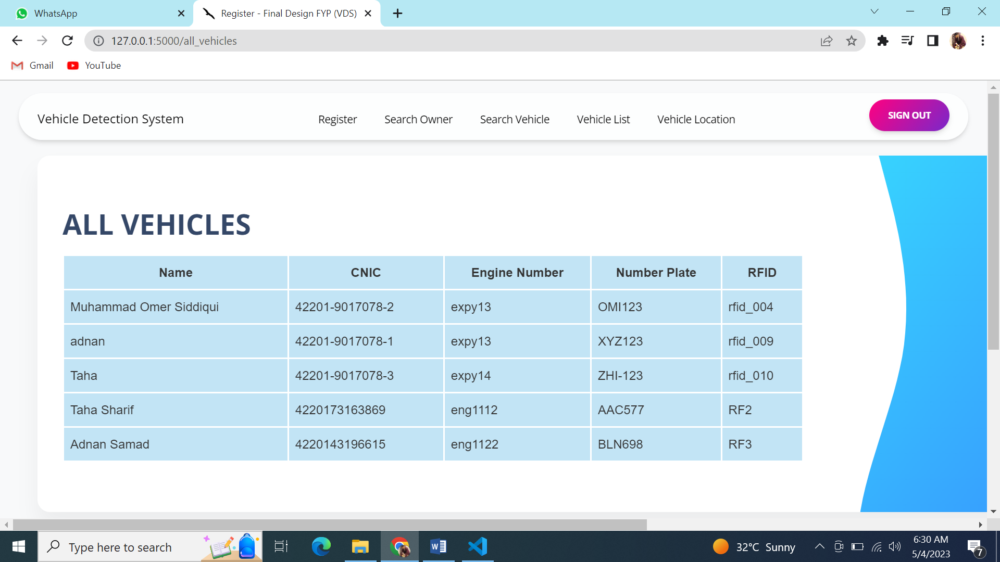 WhatsApp
Register - Final Design FYP (VDS)
127.0.0.1:5000/all_vehicles
Gmail
YouTube
Vehicle Detection System
Register
Search Owner
Search Vehicle
Vehicle List
Vehicle Location
SIGN OUT
ALL VEHICLES
Name CNIC Engine Number Number Plate RFID
Muhammad Omer Siddiqui 42201-9017078-2 expy13 OMI123 rfid_004
adnan 42201-9017078-1 expy13 XYZ123 rfid_009
Taha 42201-9017078-3 expy14 ZHI-123 rfid_010
Taha Sharif 4220173163869 eng1112 AAC577 RF2
Adnan Samad 4220143196615 eng1122 BLN698 RF3
Type here to search
W
32°C Sunny
6:30 AM
5/4/2023
7